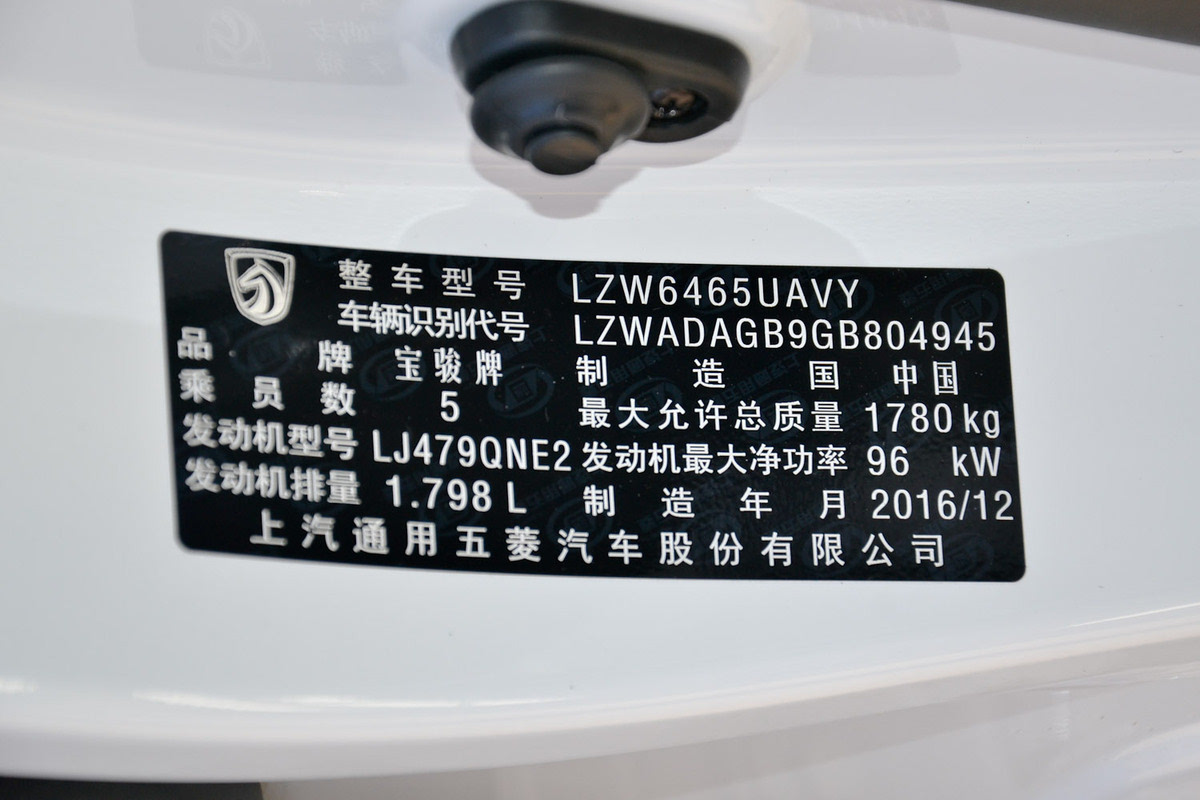 整车型号 LZW6465UAVY
车辆识别代号 LZWADAGB9GB804945
品牌 宝骏牌 制造国 中国
乘员数 5 最大允许总质量 1780 kg
发动机型号 LJ479QNE2 发动机最大净功率 96 kW
发动机排量 1.798 L 制造年月 2016/12
上汽通用五菱汽车股份有限公司